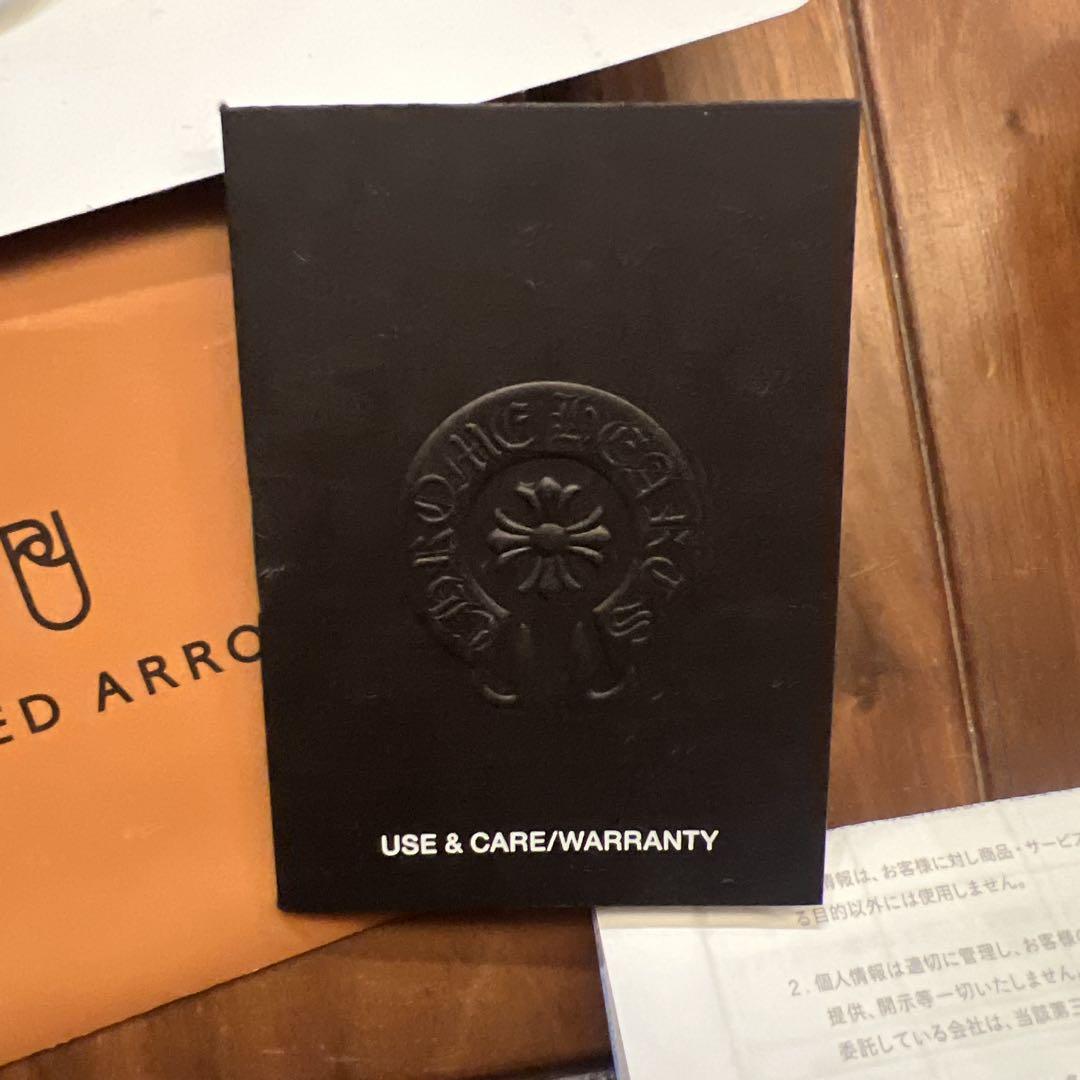 CHROME HEARTS
USE & CARE/WARRANTY
ED ARRO
情報は、お客様に対し商品・サービス
る目的以外には使用しません。
2. 個人情報は適切に管理し、お客様の
提供、開示等一切いたしません。
委託している会社は、当該第三